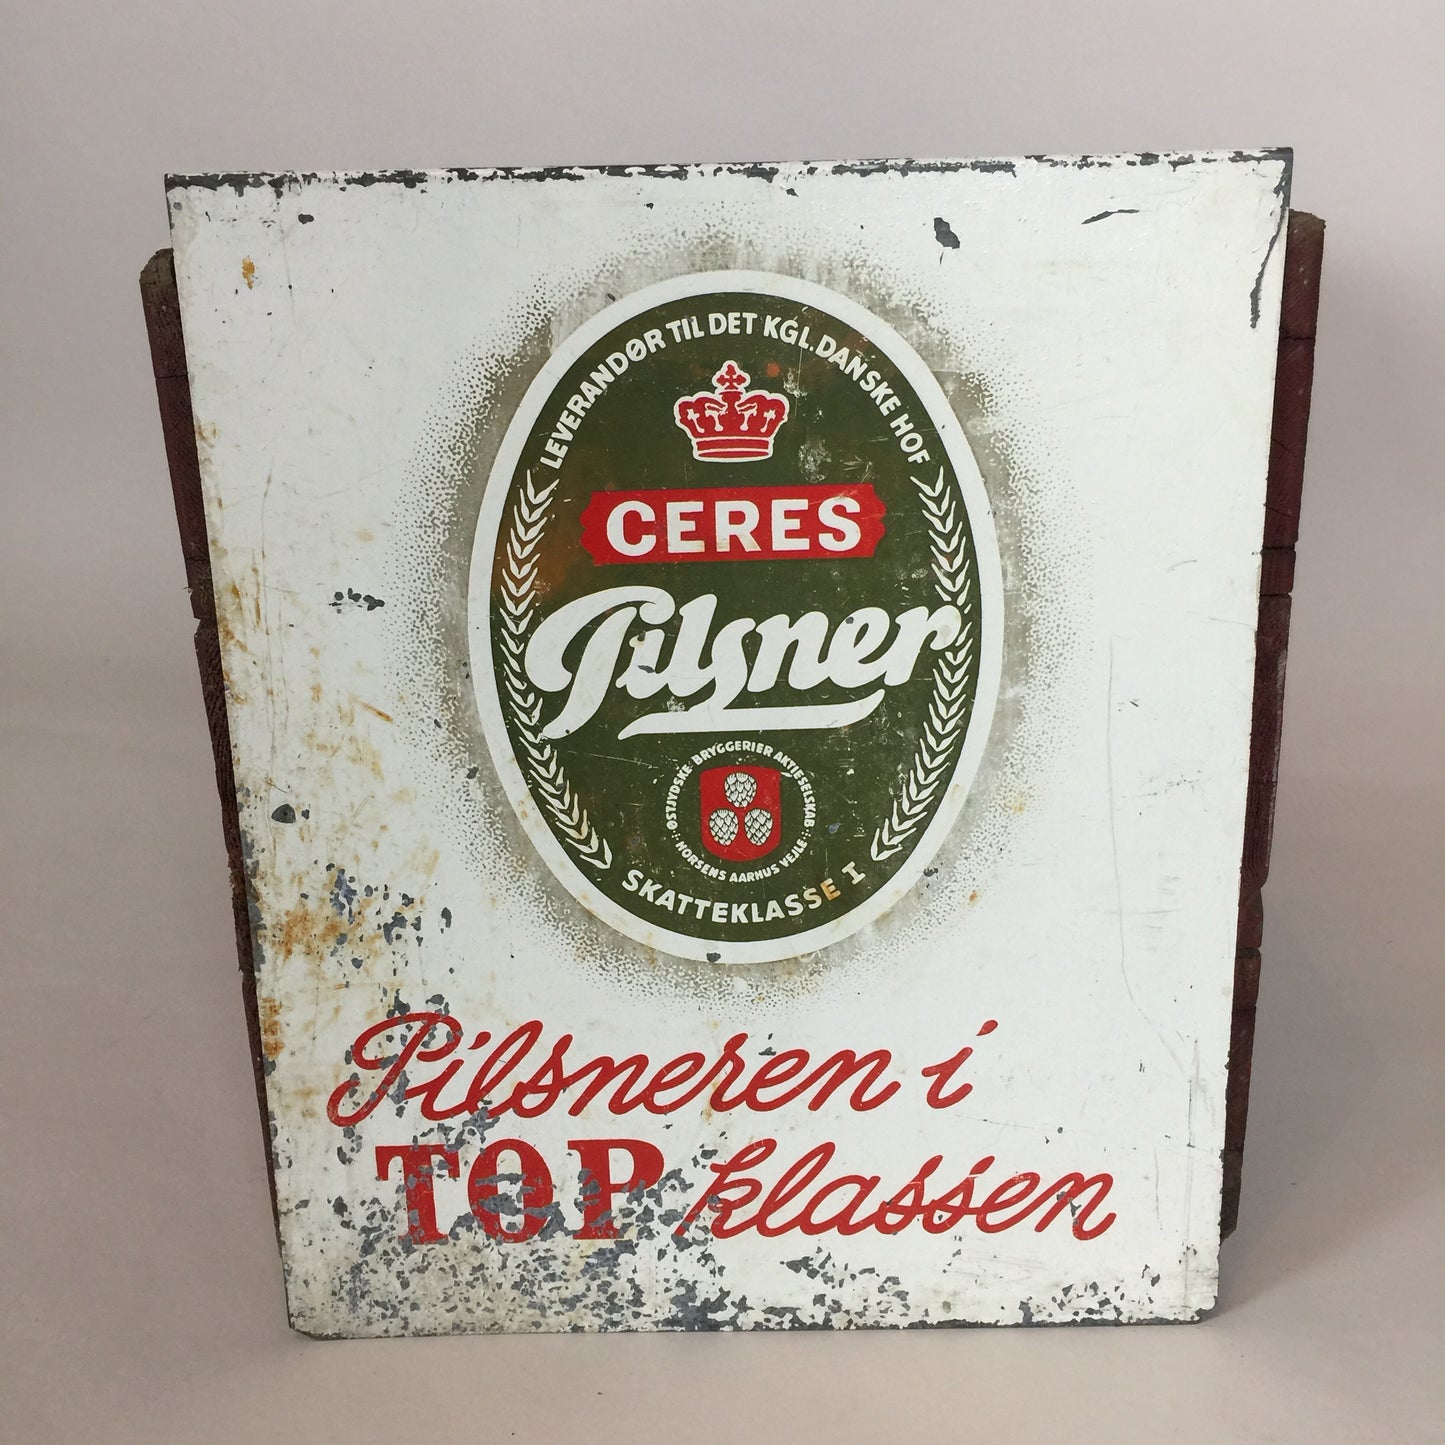 LEVERANDØR TIL DET KGL. DANSKE HOF
CERES
Pilsner
ØSTJYDSKE BRYGGERIER AKTIESELSKAB
HORSENS AARHUS VEJLE
SKATTEKLASSE I
Pilsneren i
TOP klassen